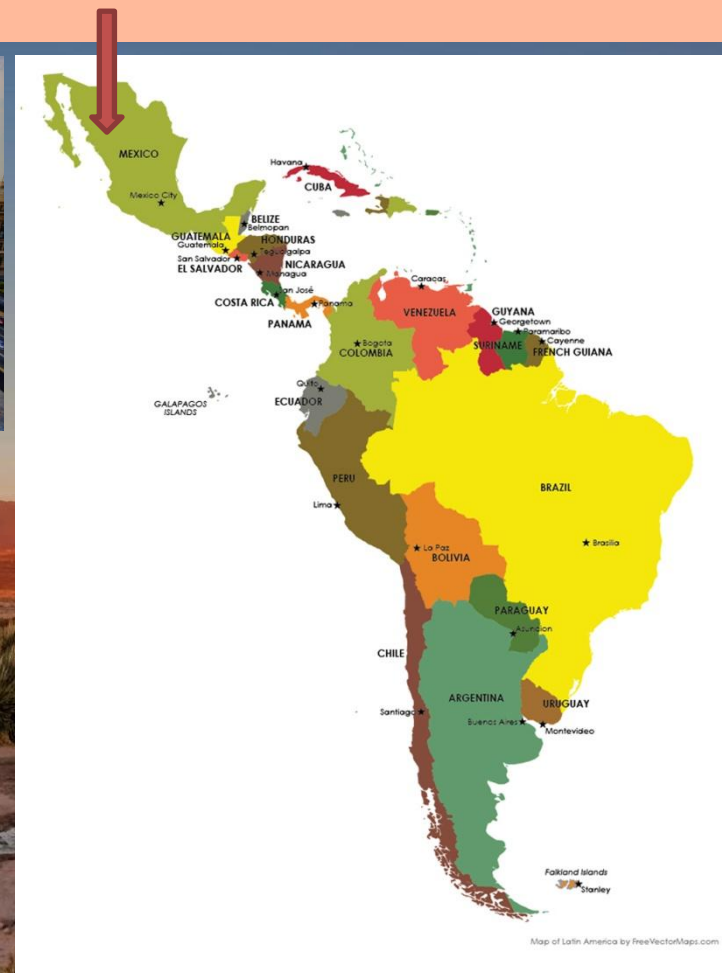 MEXICO
Mexico City
Havana
CUBA
BELIZE
Belmopan
GUATEMALA
Guatemala
HONDURAS
Tegucigalpa
San Salvador
EL SALVADOR
NICARAGUA
Managua
San José
COSTA RICA
Panama
PANAMA
Caracas
VENEZUELA
GUYANA
Georgetown
Paramaribo
SURINAME
Cayenne
FRENCH GUIANA
Bogota
COLOMBIA
Quito
ECUADOR
GALAPAGOS
ISLANDS
PERU
Lima
BRAZIL
Brasilia
La Paz
BOLIVIA
PARAGUAY
Asuncion
CHILE
ARGENTINA
URUGUAY
Santiago
Buenos Aires
Montevideo
Falkland Islands
Stanley
Map of Latin America by FreeVectorMaps.com